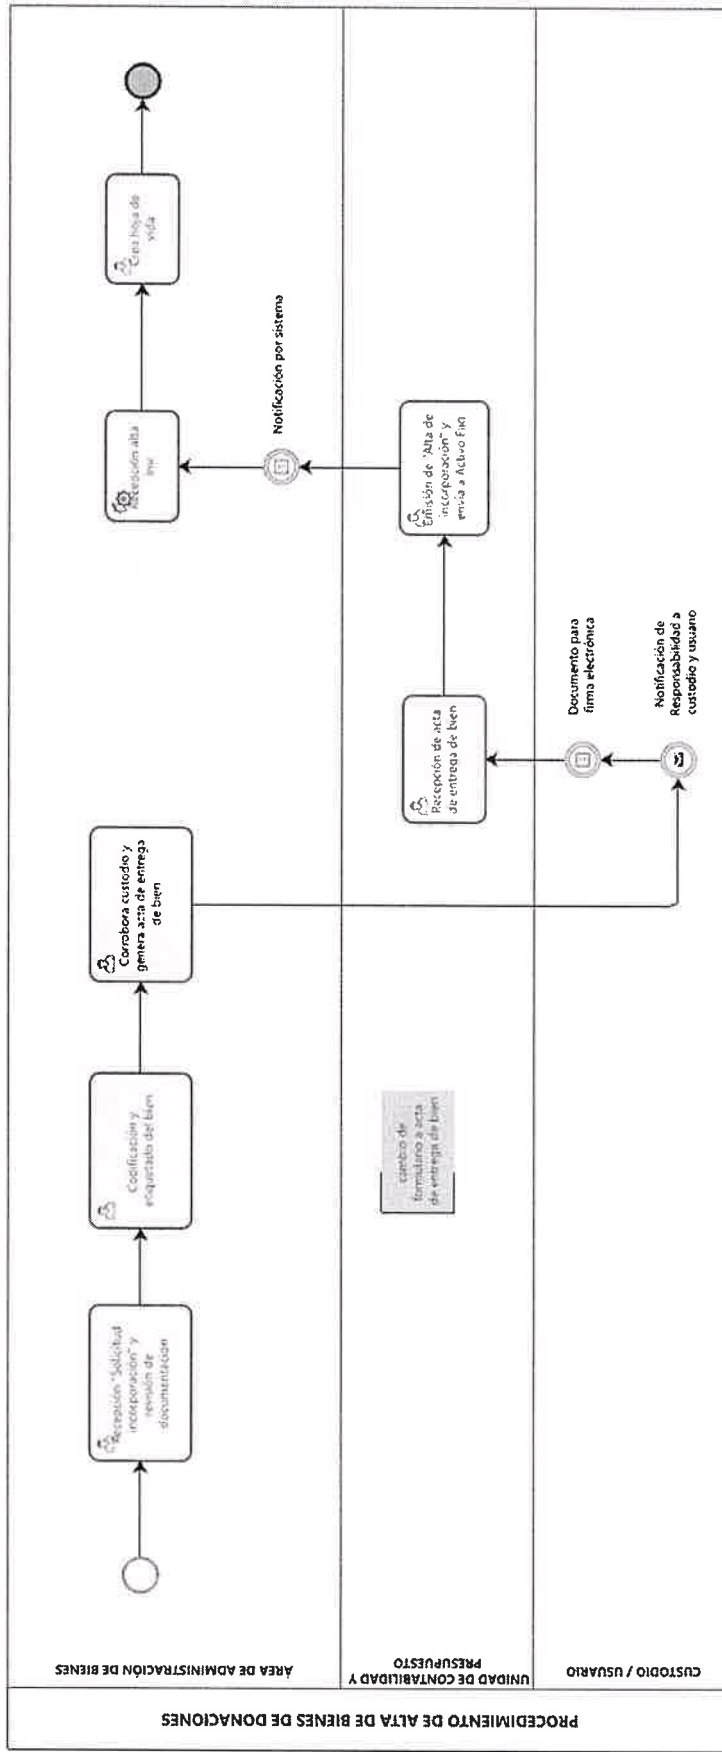 PROCEDIMIENTO DE ALTA DE BIENES DE DONACIONES
ÁREA DE ADMINISTRACIÓN DE BIENES
Recepción "Solicitud
incorporación" y
revisión de
documentación
Codificación y
etiquetado del bien
Corrobora custodio y
genera acta de entrega
de bien
Recepción alta
Crea hoja de
vida
Notificación por sistema
UNIDAD DE CONTABILIDAD Y
PRESUPUESTO
cambio de
formulario a acta
de entrega de bien
Recepción de acta
de entrega de bien
Emisión de "Alta de
incorporación" y
envía a Activo Fijo
CUSTODIO / USUARIO
Documento para
firma electrónica
Notificación de
Responsabilidad a
custodio y usuario